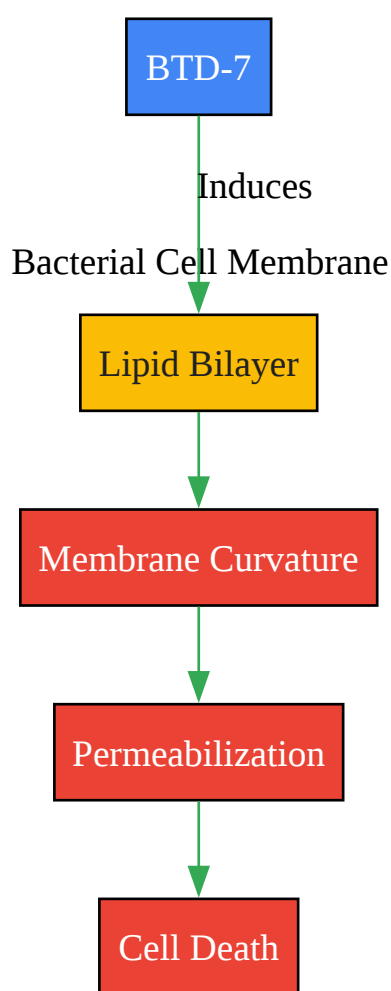 BTD-7
Induces
Bacterial Cell Membrane
Lipid Bilayer
Membrane Curvature
Permeabilization
Cell Death